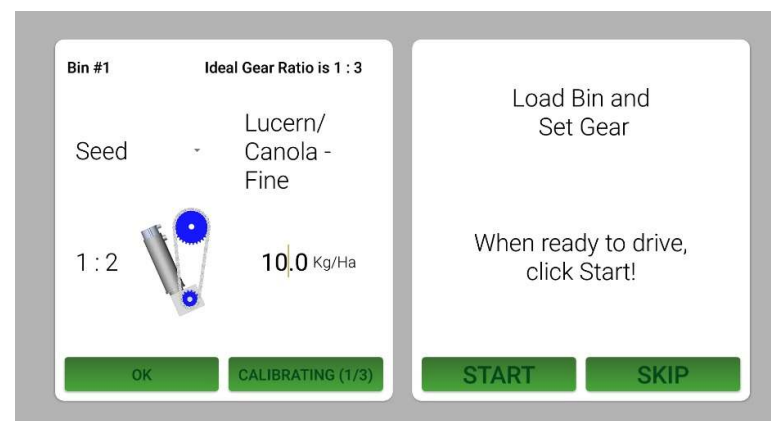 Bin #1
Ideal Gear Ratio is 1 : 3
Seed
Lucern/
Canola -
Fine
1 : 2
10.0 Kg/Ha
OK
CALIBRATING (1/3)
Load Bin and
Set Gear
When ready to drive,
click Start!
START
SKIP